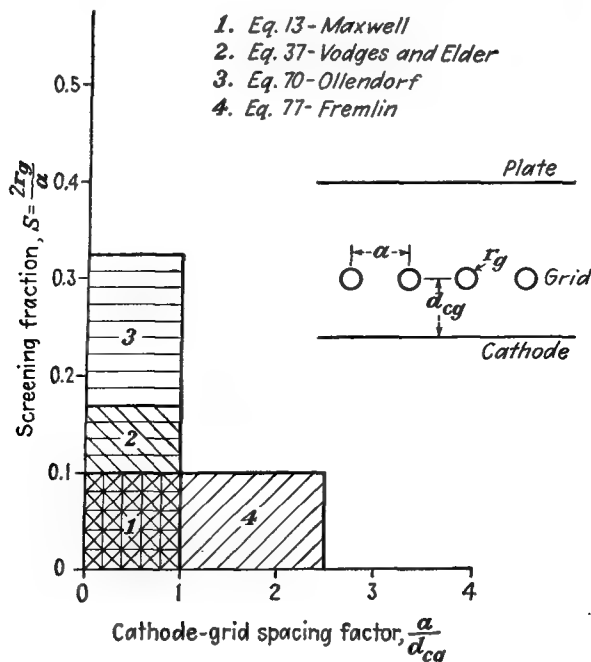 1. Eq. 13-Maxwell
2. Eq. 37-Vodges and Elder
3. Eq. 70-Ollendorf
4. Eq. 77-Fremlin
0.5
0.4
0.3
0.2
0.1
0
Screening fraction, S = 2rg/a
3
2
1
4
Plate
a
rg
Grid
dcg
Cathode
0 1 2 3 4
Cathode-grid spacing factor, a/dcg